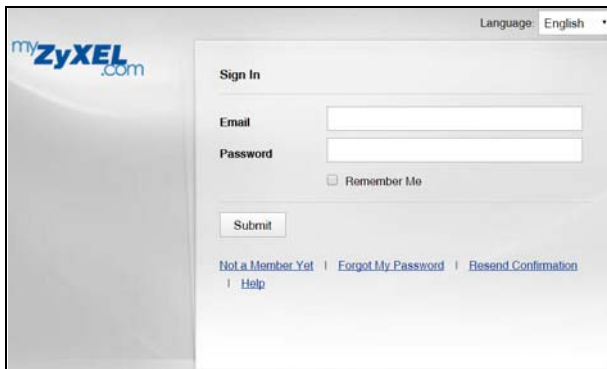 Language: English
myZyXEL.com
Sign In
Email
Password
Remember Me
Submit
Not a Member Yet | Forgot My Password | Resend Confirmation
| Help